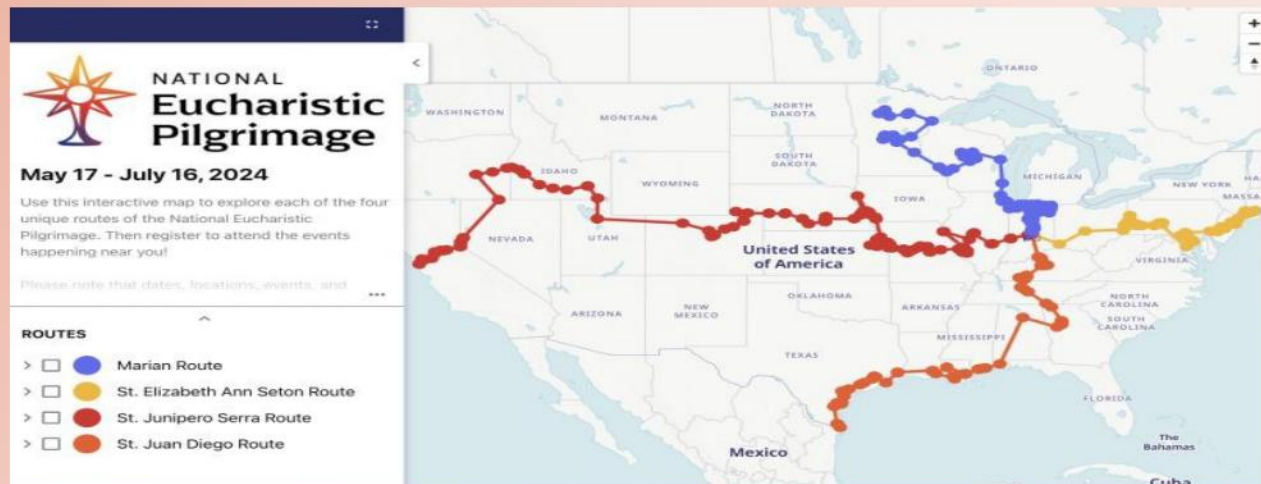 NATIONAL
Eucharistic
Pilgrimage
May 17 - July 16, 2024
Use this interactive map to explore each of the four
unique routes of the National Eucharistic
Pilgrimage. Then register to attend the events
happening near you!
Please note that dates, locations, events, and
ROUTES
Marian Route
St. Elizabeth Ann Seton Route
St. Junipero Serra Route
St. Juan Diego Route
ONTARIO
WASHINGTON
MONTANA
NORTH
DAKOTA
SOUTH
DAKOTA
MICHIGAN
IDAHO
WYOMING
IOWA
NEW YORK
MASSA
NEVADA
UTAH
United States
of America
VIRGINIA
ARIZONA
NEW
MEXICO
OKLAHOMA
ARKANSAS
NORTH
CAROLINA
SOUTH
CAROLINA
MISSISSIPPI
TEXAS
FLORIDA
Mexico
The
Bahamas
Cuba